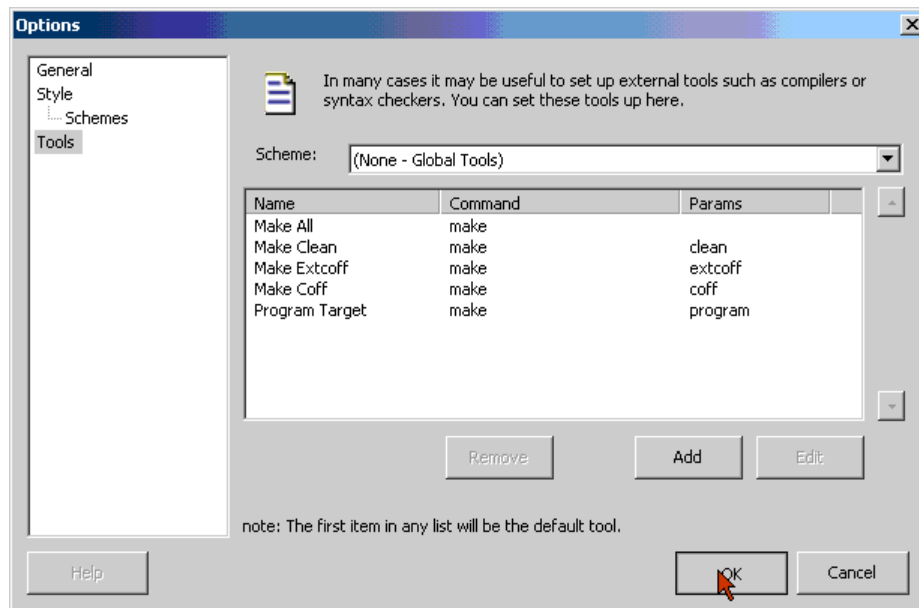 Options
General
Style
Schemes
Tools
In many cases it may be useful to set up external tools such as compilers or
syntax checkers. You can set these tools up here.
Scheme: (None - Global Tools)
Name Command Params
Make All make
Make Clean make clean
Make Extcoff make extcoff
Make Coff make coff
Program Target make program
Remove Add Edit
note: The first item in any list will be the default tool.
Help OK Cancel